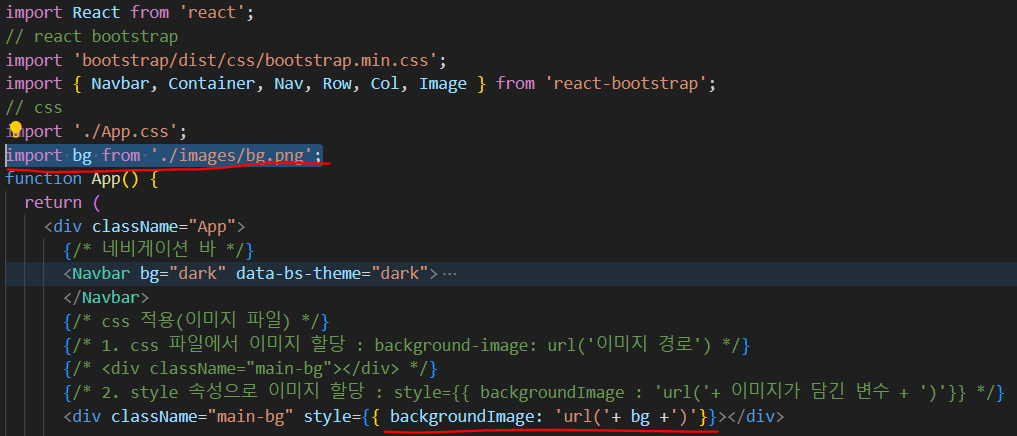 import React from 'react';
// react bootstrap
import 'bootstrap/dist/css/bootstrap.min.css';
import { Navbar, Container, Nav, Row, Col, Image } from 'react-bootstrap';
// css
import './App.css';
import bg from './images/bg.png';
function App() {
  return (
    <div className="App">
      {/* 네비게이션 바 */}
      <Navbar bg="dark" data-bs-theme="dark"> ⋯
      </Navbar>
      {/* css 적용(이미지 파일) */}
      {/* 1. css 파일에서 이미지 할당 : background-image: url('이미지 경로') */}
      {/* <div className="main-bg"></div> */}
      {/* 2. style 속성으로 이미지 할당 : style={{ backgroundImage : 'url('+ 이미지가 담긴 변수 + ')'}} */}
      <div className="main-bg" style={{ backgroundImage: 'url('+ bg +')'}}></div>